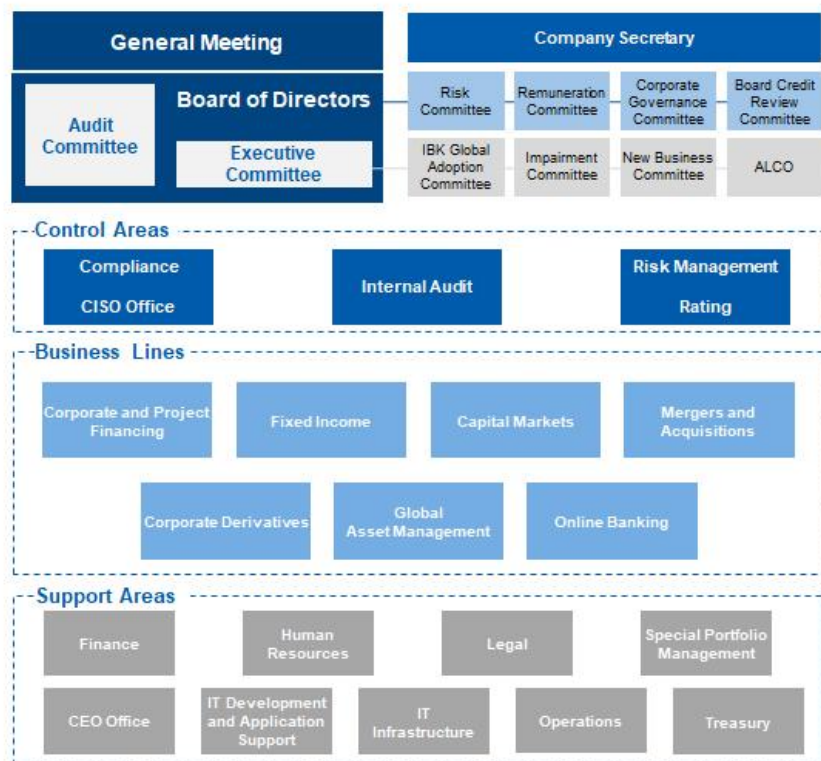 General Meeting
Company Secretary
Board of Directors
Audit
Committee
Executive
Committee
Risk
Committee
Remuneration
Committee
Corporate
Governance
Committee
Board Credit
Review
Committee
IBK Global
Adoption
Committee
Impairment
Committee
New Business
Committee
ALCO
Control Areas
Compliance
CISO Office
Internal Audit
Risk Management
Rating
Business Lines
Corporate and Project
Financing
Fixed Income
Capital Markets
Mergers and
Acquisitions
Corporate Derivatives
Global
Asset Management
Online Banking
Support Areas
Finance
Human
Resources
Legal
Special Portfolio
Management
CEO Office
IT Development
and Application
Support
IT
Infrastructure
Operations
Treasury